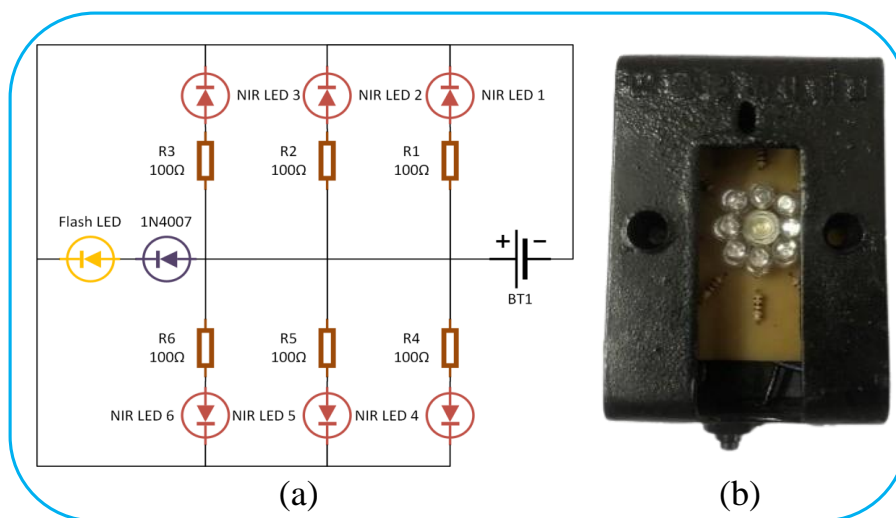 NIR LED 3
NIR LED 2
NIR LED 1
R3
100Ω
R2
100Ω
R1
100Ω
Flash LED
1N4007
+
−
BT1
R6
100Ω
R5
100Ω
R4
100Ω
NIR LED 6
NIR LED 5
NIR LED 4
(a)
(b)